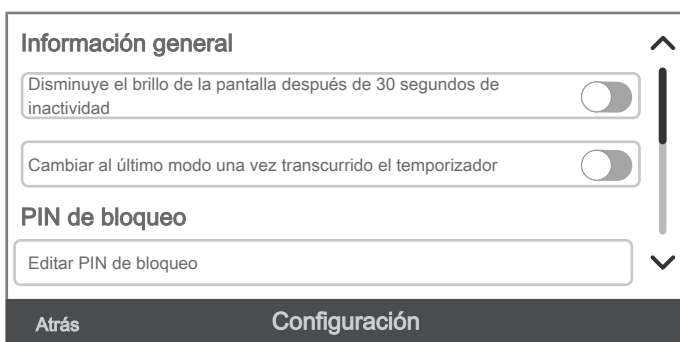 Información general
Disminuye el brillo de la pantalla después de 30 segundos de
inactividad
Cambiar al último modo una vez transcurrido el temporizador
PIN de bloqueo
Editar PIN de bloqueo
Atrás
Configuración